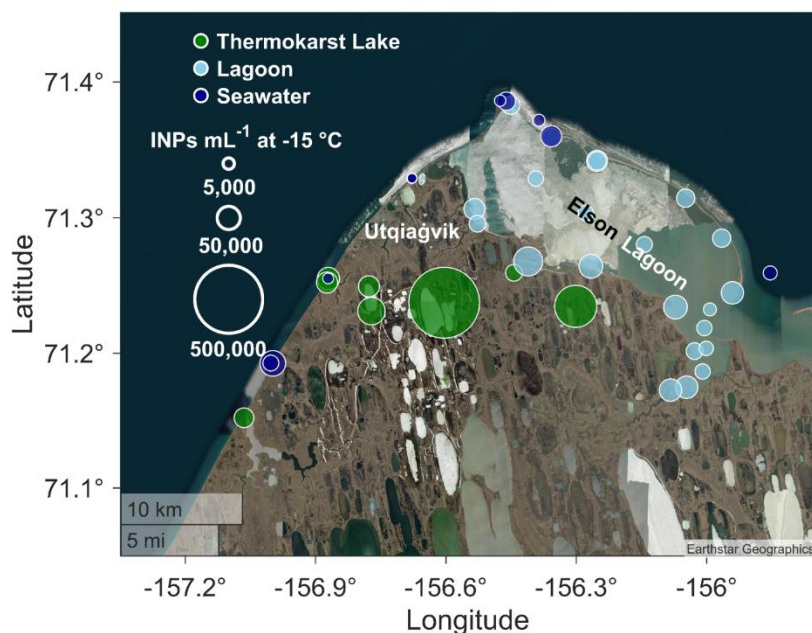 Thermokarst Lake
Lagoon
Seawater
INPs mL⁻¹ at -15 °C
5,000
50,000
500,000
Utqiaġvik
Elson Lagoon
71.4°
71.3°
71.2°
71.1°
Latitude
10 km
5 mi
Earthstar Geographics
-157.2°
-156.9°
-156.6°
-156.3°
-156°
Longitude